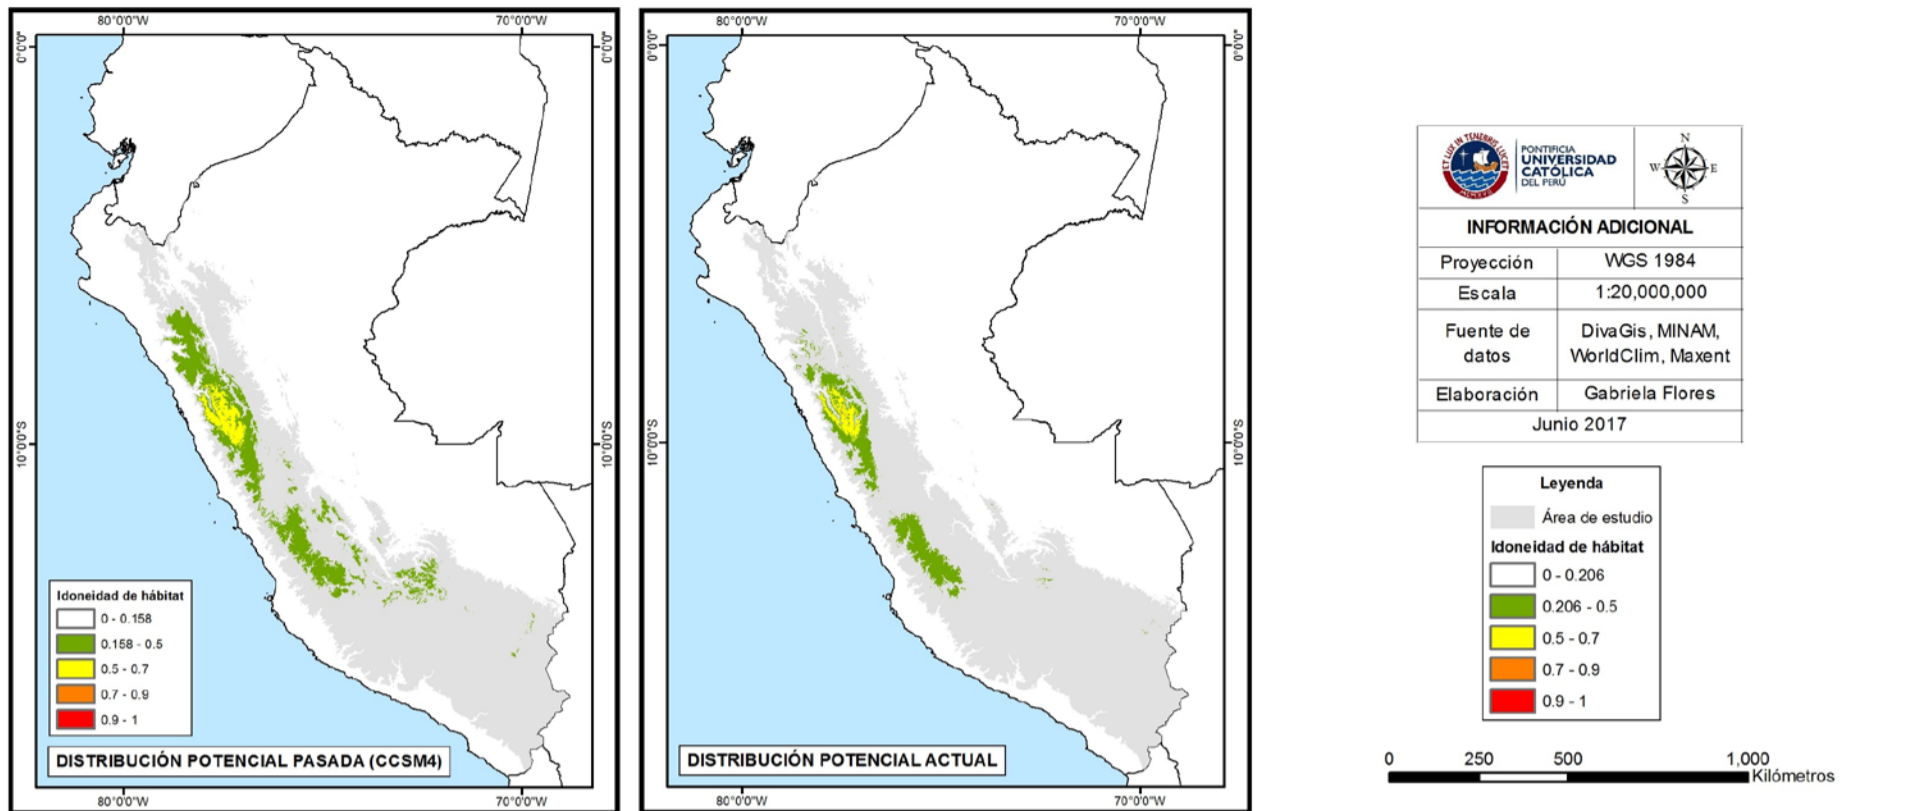 80°0'0"W
70°0'0"W
0°0'0"
0°0'0"
10°0'0"S
10°0'0"S
Idoneidad de hábitat
0 - 0.158
0.158 - 0.5
0.5 - 0.7
0.7 - 0.9
0.9 - 1
DISTRIBUCIÓN POTENCIAL PASADA (CCSM4)
80°0'0"W
70°0'0"W
80°0'0"W
70°0'0"W
0°0'0"
0°0'0"
10°0'0"S
10°0'0"S
DISTRIBUCIÓN POTENCIAL ACTUAL
80°0'0"W
70°0'0"W
ET LUX IN TENEBRIS LUCET
MCMXVII
PONTIFICIA
UNIVERSIDAD
CATÓLICA
DEL PERÚ
N
W
E
S
INFORMACIÓN ADICIONAL
Proyección
WGS 1984
Escala
1:20,000,000
Fuente de
datos
DivaGis, MINAM,
WorldClim, Maxent
Elaboración
Gabriela Flores
Junio 2017
Leyenda
Área de estudio
Idoneidad de hábitat
0 - 0.206
0.206 - 0.5
0.5 - 0.7
0.7 - 0.9
0.9 - 1
0
250
500
1,000
Kilómetros